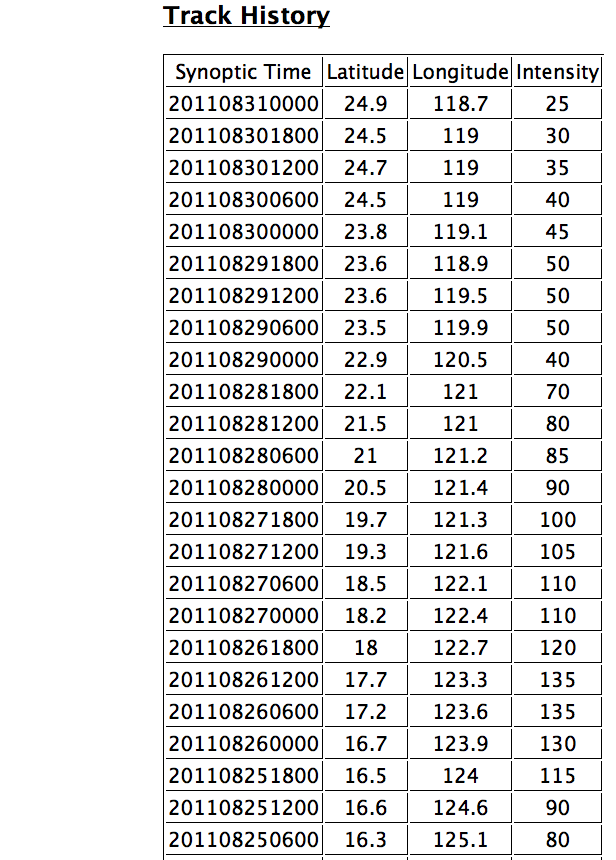 Track History
Synoptic Time Latitude Longitude Intensity
201108310000 24.9 118.7 25
201108301800 24.5 119 30
201108301200 24.7 119 35
201108300600 24.5 119 40
201108300000 23.8 119.1 45
201108291800 23.6 118.9 50
201108291200 23.6 119.5 50
201108290600 23.5 119.9 50
201108290000 22.9 120.5 40
201108281800 22.1 121 70
201108281200 21.5 121 80
201108280600 21 121.2 85
201108280000 20.5 121.4 90
201108271800 19.7 121.3 100
201108271200 19.3 121.6 105
201108270600 18.5 122.1 110
201108270000 18.2 122.4 110
201108261800 18 122.7 120
201108261200 17.7 123.3 135
201108260600 17.2 123.6 135
201108260000 16.7 123.9 130
201108251800 16.5 124 115
201108251200 16.6 124.6 90
201108250600 16.3 125.1 80